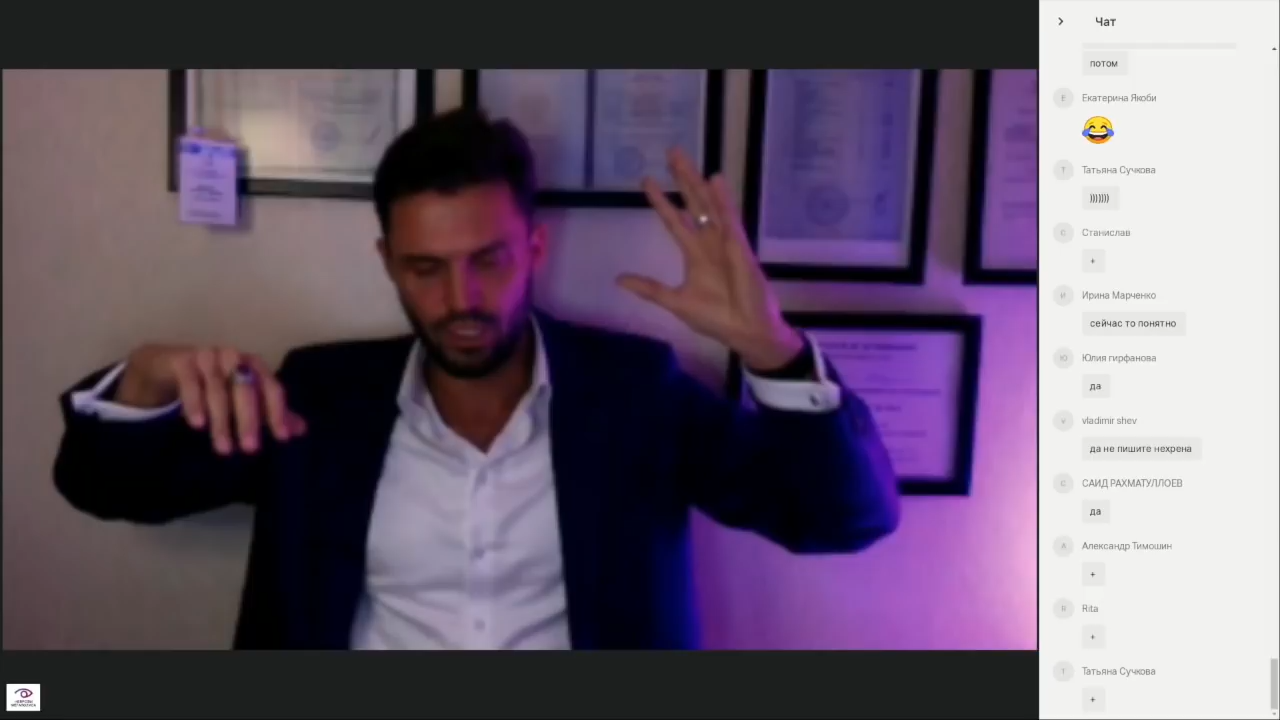 Чат
потом
Е
Екатерина Якоби
Т
Татьяна Сучкова
)))))))
С
Станислав
+
И
Ирина Марченко
сейчас то понятно
Ю
Юлия гирфанова
да
v
vladimir shev
да не пишите нехрена
С
САИД РАХМАТУЛЛОЕВ
да
А
Александр Тимошин
+
R
Rita
+
Т
Татьяна Сучкова
+